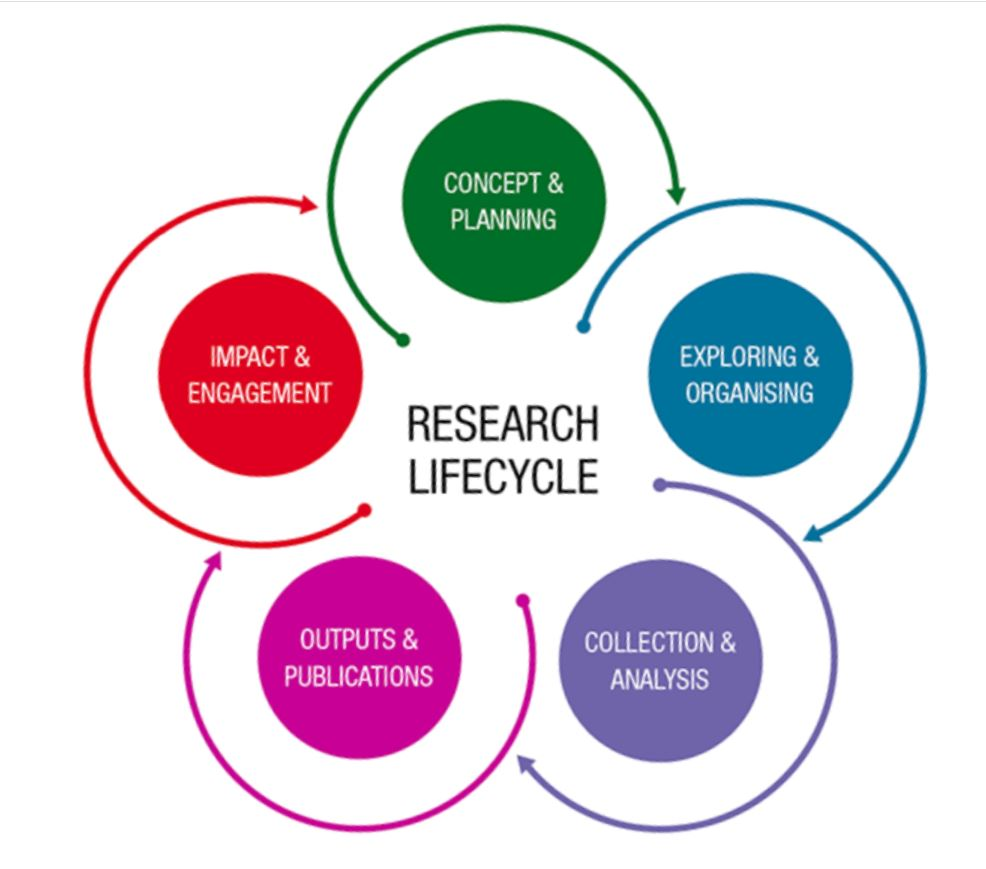 CONCEPT &
PLANNING
EXPLORING &
ORGANISING
COLLECTION &
ANALYSIS
OUTPUTS &
PUBLICATIONS
IMPACT &
ENGAGEMENT
RESEARCH
LIFECYCLE